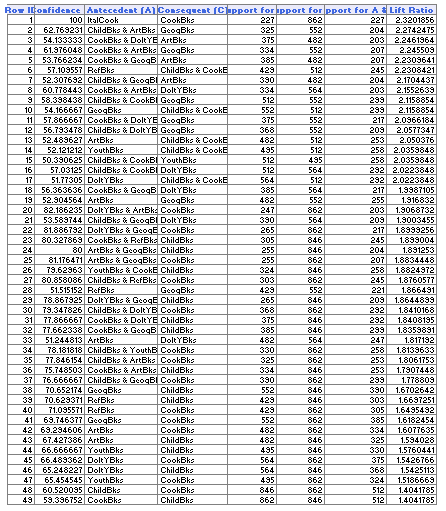 Row ID Confidence Antecedent (A) Consequent (C) upport for upport for pport for A & Lift Ratio
1 100 ItalCook CookBks 227 862 227 2.3201856
2 62.769231 ChildBks & ArtBks GeogBks 325 552 204 2.2742475
3 54.133333 CookBks & DoItYE ArtBks 375 482 203 2.2461964
4 61.976048 CookBks & ArtBks GeogBks 334 552 207 2.245509
5 53.766234 CookBks & GeogB ArtBks 385 482 207 2.2309641
6 57.109557 RefBks ChildBks & CookE 429 512 245 2.2308421
7 52.307692 ChildBks & GeogB ArtBks 390 482 204 2.1704437
8 60.778443 CookBks & ArtBks DoItYBks 334 564 203 2.1552639
9 58.398438 ChildBks & CookBl GeogBks 512 552 299 2.1158854
10 54.166667 GeogBks ChildBks & CookE 552 512 299 2.1158854
11 57.866667 CookBks & DoItYE GeogBks 375 552 217 2.0966184
12 56.793478 ChildBks & DoItYE GeogBks 368 552 209 2.0577347
13 52.489627 ArtBks ChildBks & CookE 482 512 253 2.050376
14 52.121212 YouthBks ChildBks & CookE 495 512 258 2.0359848
15 50.390625 ChildBks & CookBl YouthBks 512 495 258 2.0359848
16 57.03125 ChildBks & CookBl DoItYBks 512 564 292 2.0223848
17 51.77305 DoItYBks ChildBks & CookE 564 512 292 2.0223848
18 56.363636 CookBks & GeogB DoItYBks 385 564 217 1.9987105
19 52.904564 ArtBks GeogBks 482 552 255 1.916832
20 82.186235 DoItYBks & ArtBks CookBks 247 862 203 1.9068732
21 53.589744 ChildBks & GeogB DoItYBks 390 564 209 1.9003455
22 81.886792 DoItYBks & GeogB CookBks 265 862 217 1.8999256
23 80.327869 CookBks & RefBks ChildBks 305 846 245 1.899004
24 80 ArtBks & GeogBks ChildBks 255 846 204 1.891253
25 81.176471 ArtBks & GeogBks CookBks 255 862 207 1.8834448
26 79.62963 YouthBks & CookB ChildBks 324 846 258 1.8824972
27 80.858086 ChildBks & RefBks CookBks 303 862 245 1.8760577
28 51.515152 RefBks GeogBks 429 552 221 1.866491
29 78.867925 DoItYBks & GeogB ChildBks 265 846 209 1.8644899
30 79.347826 ChildBks & DoItYE CookBks 368 862 292 1.8410168
31 77.866667 CookBks & DoItYE ChildBks 375 846 292 1.8408195
32 77.662338 CookBks & GeogB ChildBks 385 846 299 1.8359891
33 51.244813 ArtBks DoItYBks 482 564 247 1.817192
34 78.181818 ChildBks & YouthB CookBks 330 862 258 1.8139633
35 77.846154 ChildBks & ArtBks CookBks 325 862 253 1.8061753
36 75.748503 CookBks & ArtBks ChildBks 334 846 253 1.7907448
37 76.666667 ChildBks & GeogB CookBks 390 862 299 1.778809
38 70.652174 GeogBks ChildBks 552 846 390 1.6702642
39 70.629371 RefBks ChildBks 429 846 303 1.6697251
40 71.095571 RefBks CookBks 429 862 305 1.6495492
41 69.746377 GeogBks CookBks 552 862 385 1.6182454
42 69.294606 ArtBks CookBks 482 862 334 1.6077635
43 67.427386 ArtBks ChildBks 482 846 325 1.594028
44 66.666667 YouthBks ChildBks 495 846 330 1.5760441
45 66.489362 DoItYBks CookBks 564 862 375 1.5426766
46 65.248227 DoItYBks ChildBks 564 846 368 1.5425113
47 65.454545 YouthBks CookBks 495 862 324 1.5186669
48 60.520095 ChildBks CookBks 846 862 512 1.4041785
49 59.396752 CookBks ChildBks 862 846 512 1.4041785